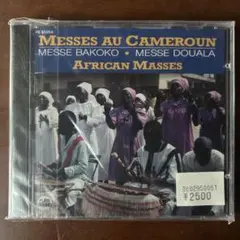 MESSES AU CAMEROUN
MESSE BAKOKO • MESSE DOUALA
AFRICAN MASSES
¥2500